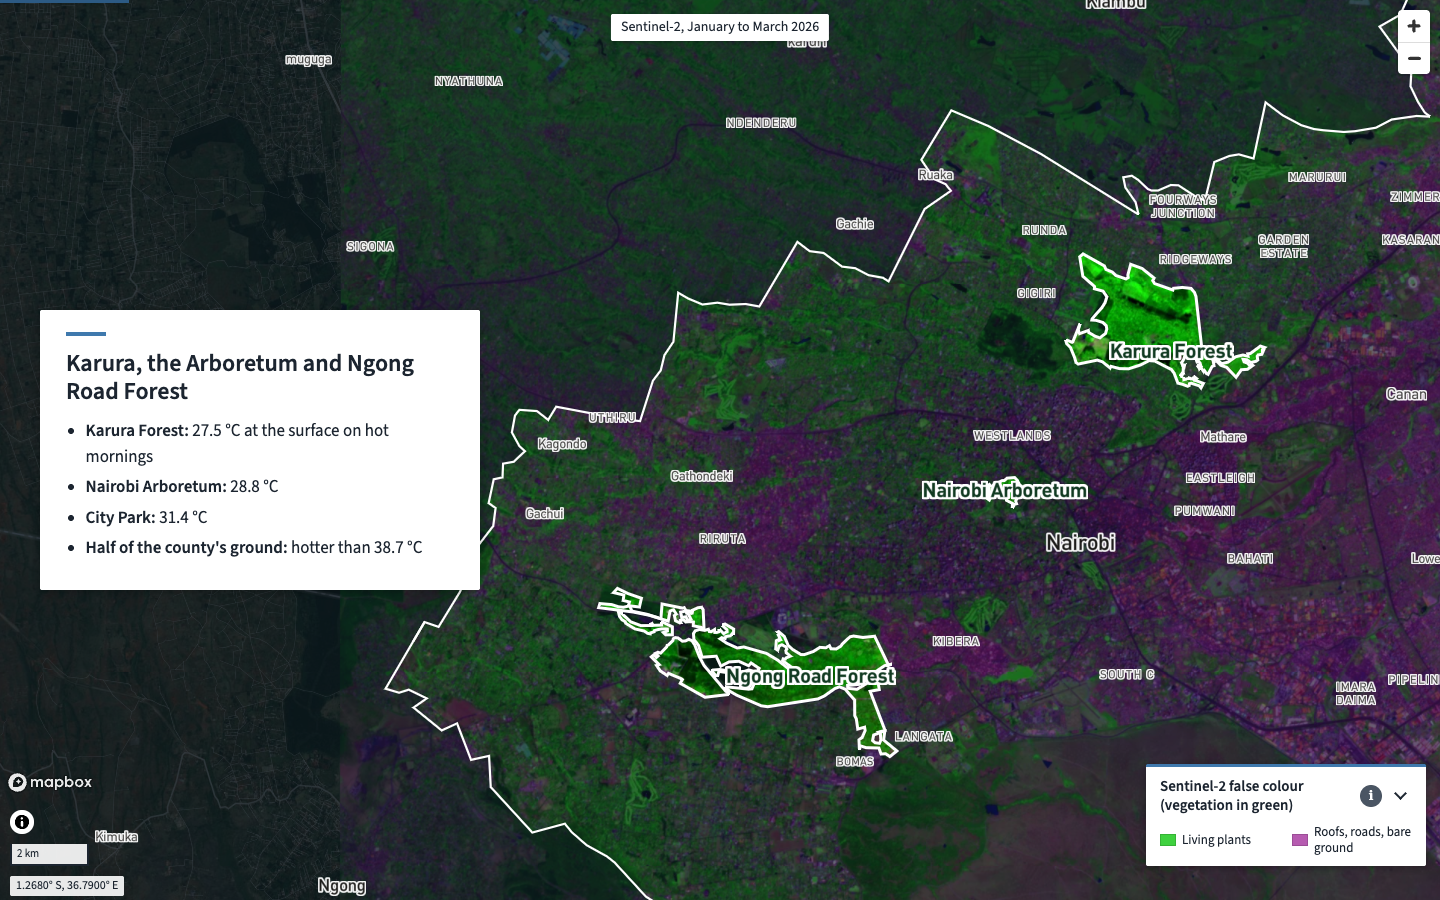 Kiambu
Sentinel-2, January to March 2026
Karuri
muguga
NYATHUNA
NDENDERU
Ruaka
MARURUI
ZIMMER
FOURWAYS
JUNCTION
Gachie
RUNDA
GARDEN
ESTATE
KASARAN
SIGONA
RIDGEWAYS
GIGIRI
Karura Forest
Karura, the Arboretum and Ngong
Road Forest
Karura Forest: 27.5 °C at the surface on hot
mornings
Nairobi Arboretum: 28.8 °C
City Park: 31.4 °C
Half of the county's ground: hotter than 38.7 °C
Canan
UTHIRU
Kagondo
WESTLANDS
Mathare
Gathondeki
EASTLEIGH
Nairobi Arboretum
Gachui
PUMWANI
RIRUTA
Nairobi
BAHATI
Lowe
KIBERA
Ngong Road Forest
SOUTH C
PIPELIN
IMARA
DAIMA
LANGATA
BOMAS
mapbox
Kimuka
2 km
1.2680° S, 36.7900° E
Ngong
Sentinel-2 false colour
(vegetation in green)
Living plants
Roofs, roads, bare
ground